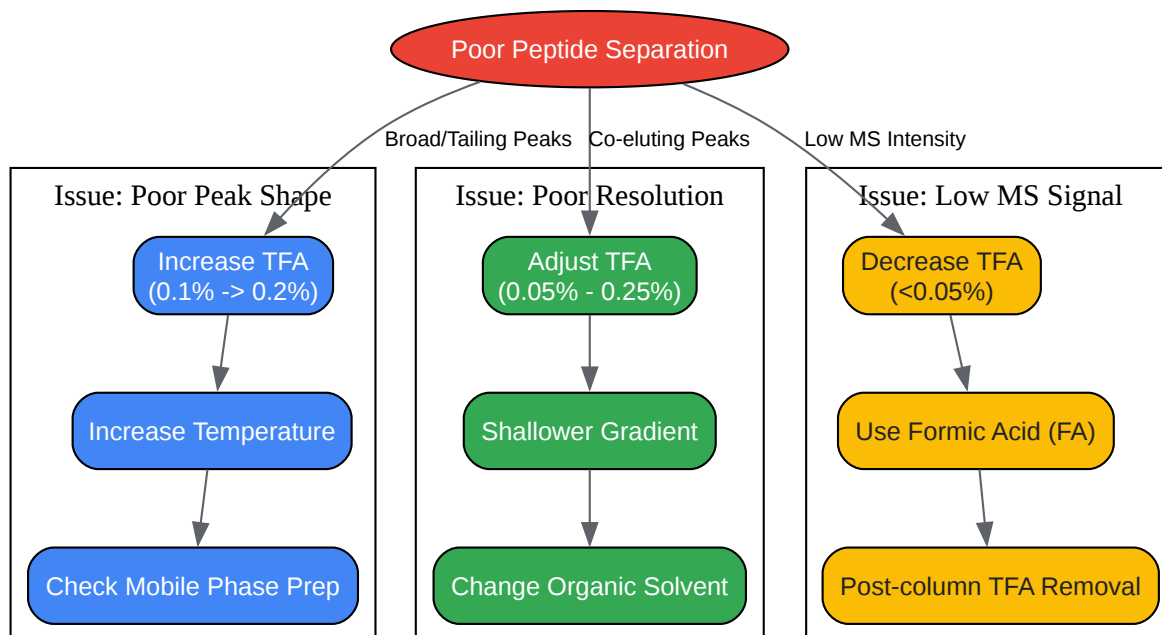 Poor Peptide Separation
Broad/Tailing Peaks
Co-eluting Peaks
Low MS Intensity
Issue: Poor Peak Shape
Issue: Poor Resolution
Issue: Low MS Signal
Increase TFA
(0.1% -> 0.2%)
Adjust TFA
(0.05% - 0.25%)
Decrease TFA
(<0.05%)
Increase Temperature
Shallower Gradient
Use Formic Acid (FA)
Check Mobile Phase Prep
Change Organic Solvent
Post-column TFA Removal